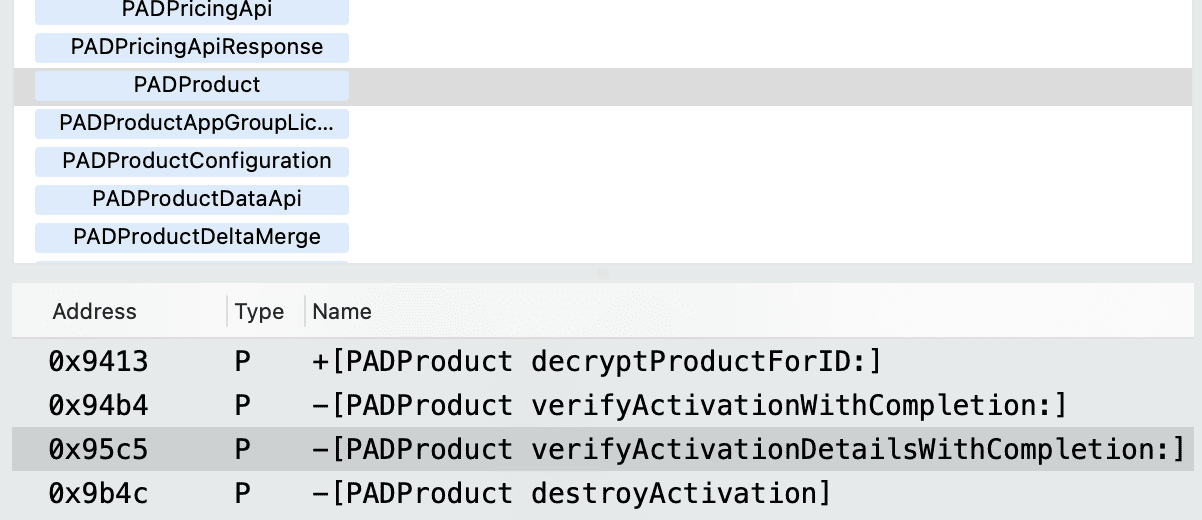 PADPricingApi
PADPricingApiResponse
PADProduct
PADProductAppGroupLic...
PADProductConfiguration
PADProductDataApi
PADProductDeltaMerge
Address Type Name
0x9413 P +[PADProduct decryptProductForID:]
0x94b4 P -[PADProduct verifyActivationWithCompletion:]
0x95c5 P -[PADProduct verifyActivationDetailsWithCompletion:]
0x9b4c P -[PADProduct destroyActivation]